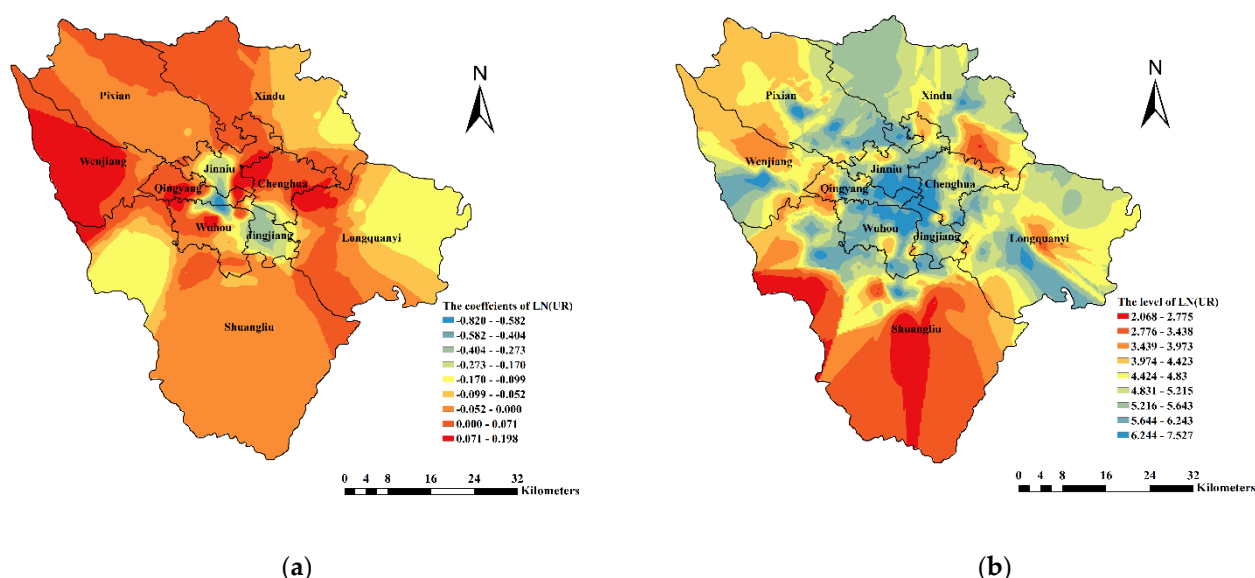 N
Pixian
Xindu
Wenjiang
Jinniu
Qingyang
Chenghua
Wuhou
Jingjiang
Longquanyi
Shuangliu
The coeffcients of LN(UR)
-0.820 - -0.582
-0.582 - -0.404
-0.404 - -0.273
-0.273 - -0.170
-0.170 - -0.099
-0.099 - -0.052
-0.052 - 0.000
0.000 - 0.071
0.071 - 0.198
0 4 8 16 24 32
Kilometers
(a)
N
Pixian
Xindu
Wenjiang
Jinniu
Qingyang
Chenghua
Wuhou
Jingjiang
Longquanyi
Shuangliu
The level of LN(UR)
2.068 - 2.775
2.776 - 3.438
3.439 - 3.973
3.974 - 4.423
4.424 - 4.83
4.831 - 5.215
5.216 - 5.643
5.644 - 6.243
6.244 - 7.527
0 4 8 16 24 32
Kilometers
(b)